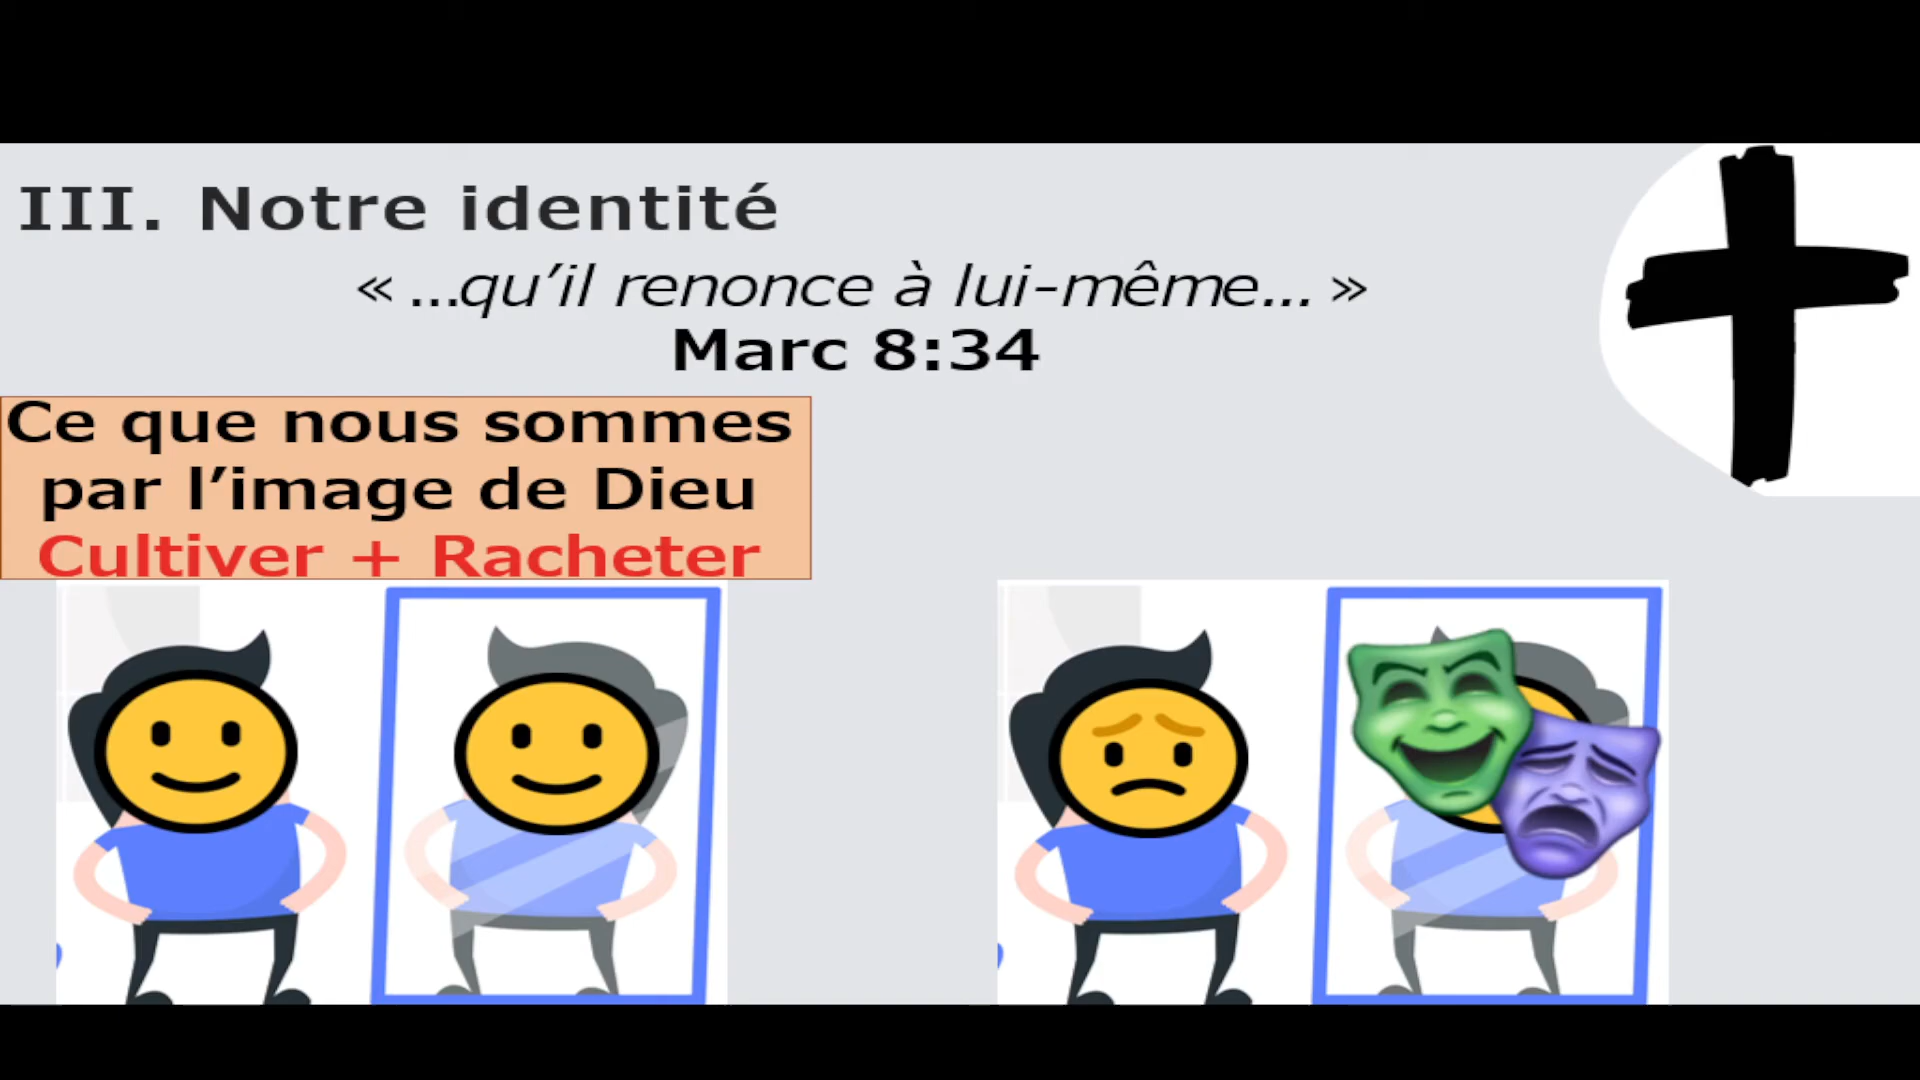 III. Notre identité
« ...qu’il renonce à lui-même... »
Marc 8:34
Ce que nous sommes
par l’image de Dieu
Cultiver + Racheter